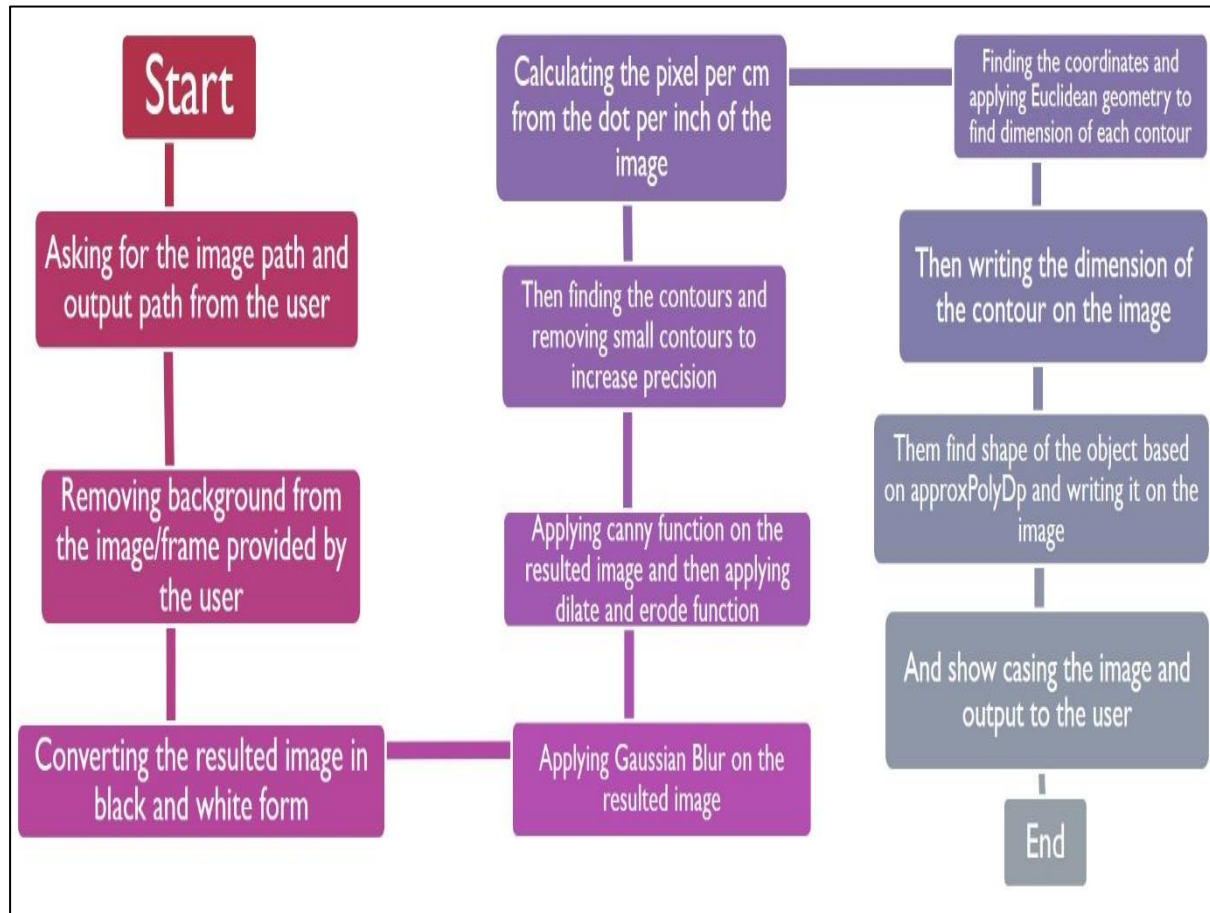 Start
Asking for the image path and
output path from the user
Removing background from
the image/frame provided by
the user
Converting the resulted image in
black and white form
Applying Gaussian Blur on the
resulted image
Applying canny function on the
resulted image and then applying
dilate and erode function
Then finding the contours and
removing small contours to
increase precision
Calculating the pixel per cm
from the dot per inch of the
image
Finding the coordinates and
applying Euclidean geometry to
find dimension of each contour
Then writing the dimension of
the contour on the image
Them find shape of the object based
on approxPolyDp and writing it on the
image
And show casing the image and
output to the user
End